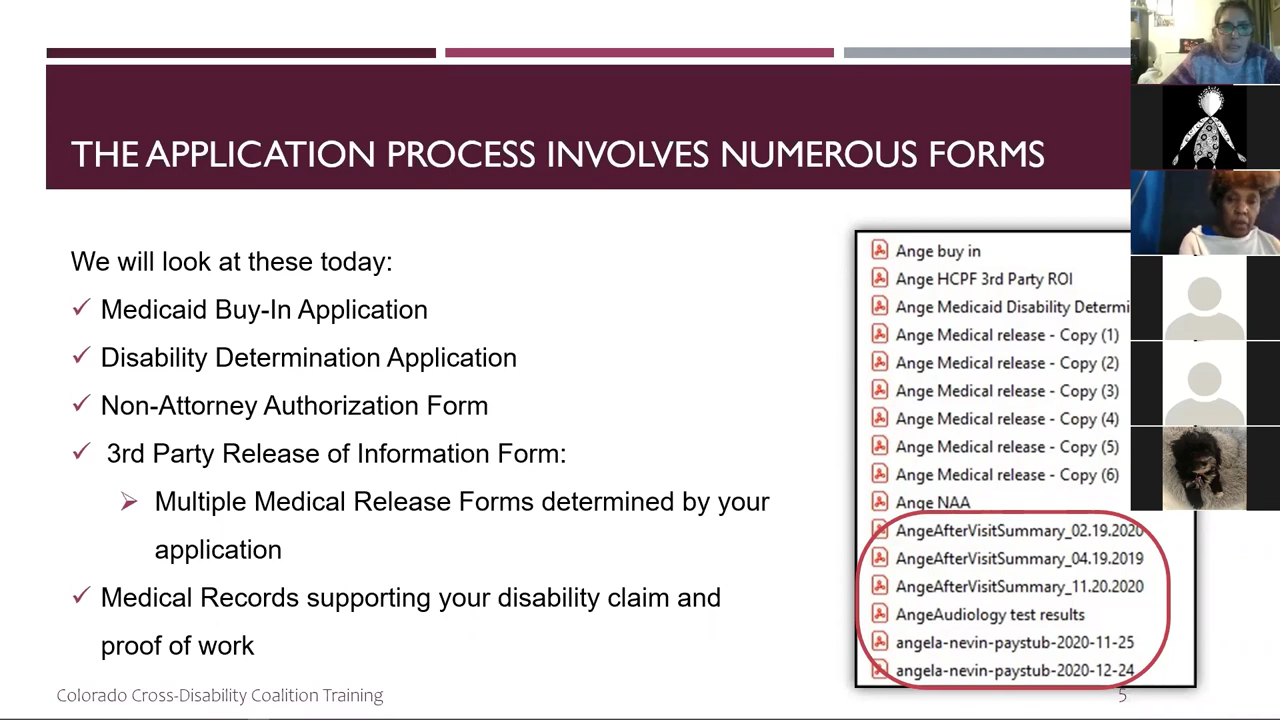 THE APPLICATION PROCESS INVOLVES NUMEROUS FORMS
We will look at these today:
✓ Medicaid Buy-In Application
✓ Disability Determination Application
✓ Non-Attorney Authorization Form
✓ 3rd Party Release of Information Form:
➢ Multiple Medical Release Forms determined by your
application
✓ Medical Records supporting your disability claim and
proof of work
Ange buy in
Ange HCPF 3rd Party ROI
Ange Medicaid Disability Determi
Ange Medical release - Copy (1)
Ange Medical release - Copy (2)
Ange Medical release - Copy (3)
Ange Medical release - Copy (4)
Ange Medical release - Copy (5)
Ange Medical release - Copy (6)
Ange NAA
AngeAfterVisitSummary_02.19.2020
AngeAfterVisitSummary_04.19.2019
AngeAfterVisitSummary_11.20.2020
AngeAudiology test results
angela-nevin-paystub-2020-11-25
angela-nevin-paystub-2020-12-24
Colorado Cross-Disability Coalition Training
5